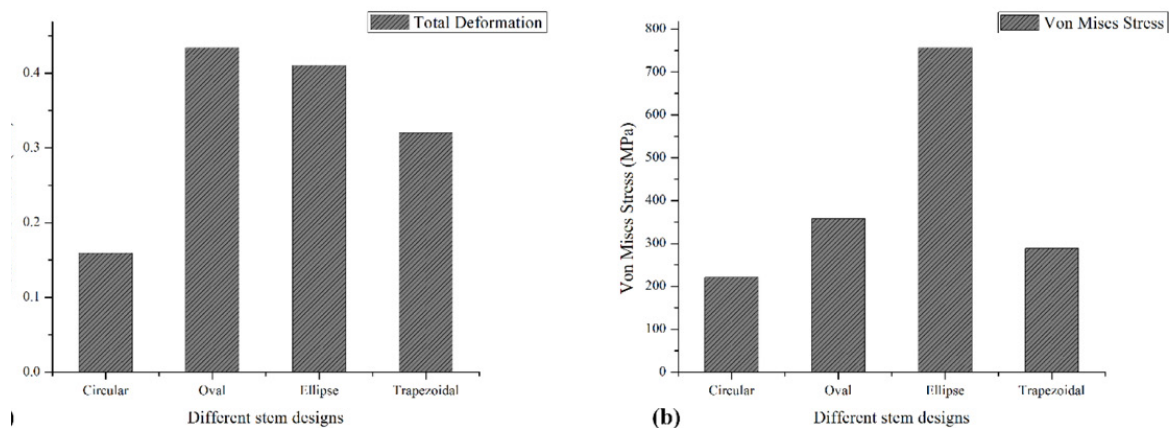 Total Deformation
0.4
0.3
0.2
0.1
0.0
Circular
Oval
Ellipse
Trapezoidal
Different stem designs
)
Von Mises Stress
800
750
700
800
400
300
200
100
0
Von Mises Stress (MPa)
Circular
Oval
Ellipse
Trapezoidal
(b)
Different stem designs